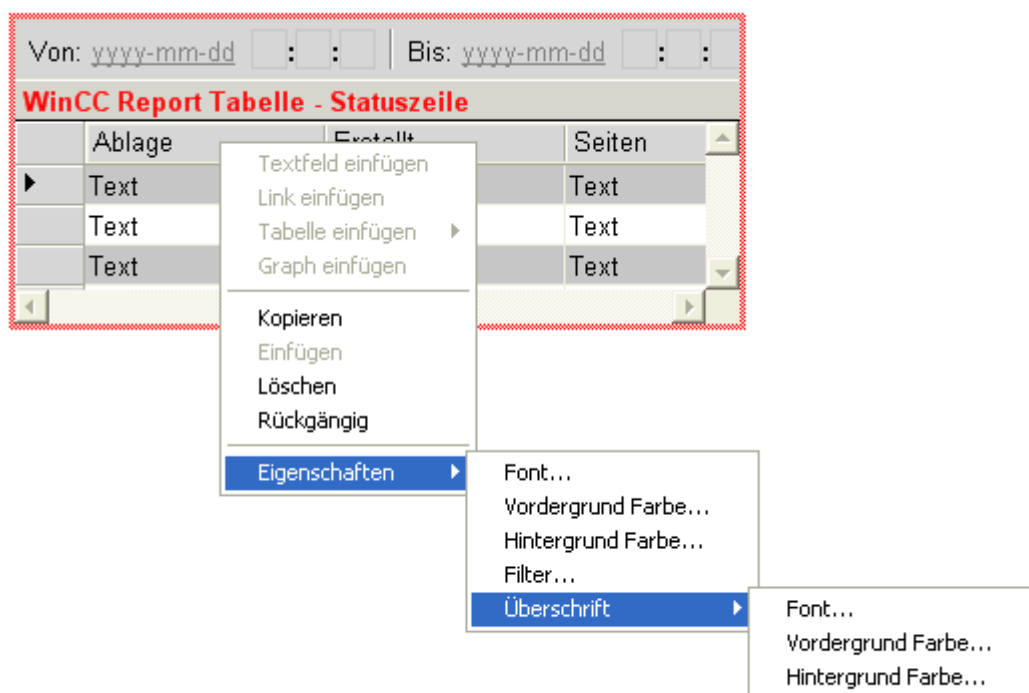 Von: yyyy-mm-dd : : Bis: yyyy-mm-dd : :
WinCC Report Tabelle - Statuszeile
Ablage Erstellt Seiten
Text Text
Text Text
Text Text
Textfeld einfügen
Link einfügen
Tabelle einfügen
Graph einfügen
Kopieren
Einfügen
Löschen
Rückgängig
Eigenschaften
Font...
Vordergrund Farbe...
Hintergrund Farbe...
Filter...
Überschrift
Font...
Vordergrund Farbe...
Hintergrund Farbe...